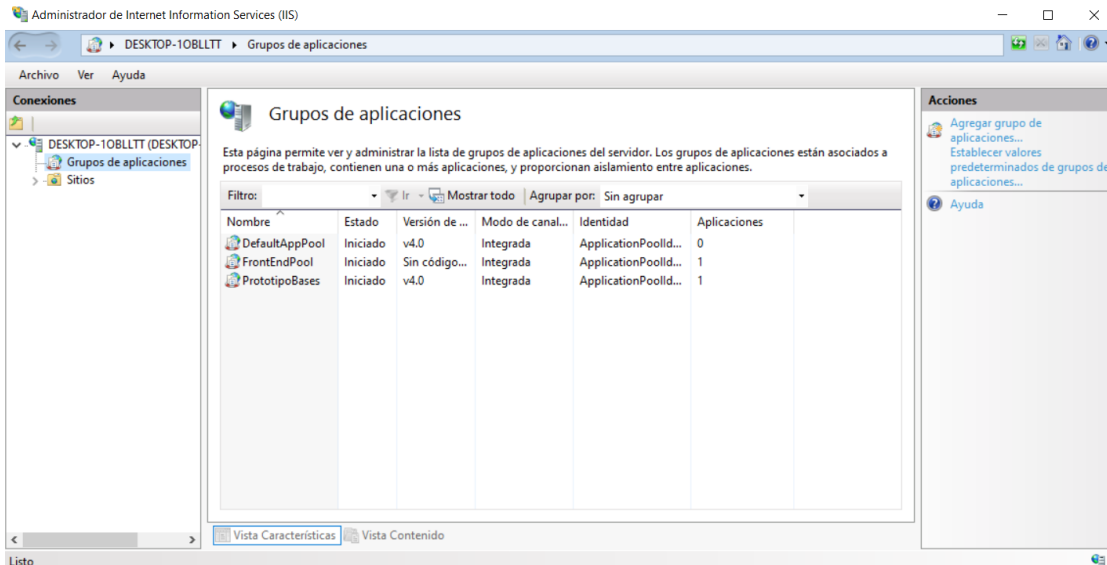 Administrador de Internet Information Services (IIS)
DESKTOP-1OBLLTT Grupos de aplicaciones
Archivo Ver Ayuda
Conexiones
DESKTOP-1OBLLTT (DESKTOP-
Grupos de aplicaciones
Sitios
Grupos de aplicaciones
Esta página permite ver y administrar la lista de grupos de aplicaciones del servidor. Los grupos de aplicaciones están asociados a
procesos de trabajo, contienen una o más aplicaciones, y proporcionan aislamiento entre aplicaciones.
Filtro: Ir Mostrar todo Agrupar por: Sin agrupar
Nombre Estado Versión de ... Modo de canal... Identidad Aplicaciones
DefaultAppPool Iniciado v4.0 Integrada ApplicationPoolId... 0
FrontEndPool Iniciado Sin código... Integrada ApplicationPoolId... 1
PrototipoBases Iniciado v4.0 Integrada ApplicationPoolId... 1
Vista Características Vista Contenido
Acciones
Agregar grupo de
aplicaciones...
Establecer valores
predeterminados de grupos de
aplicaciones...
Ayuda
Listo